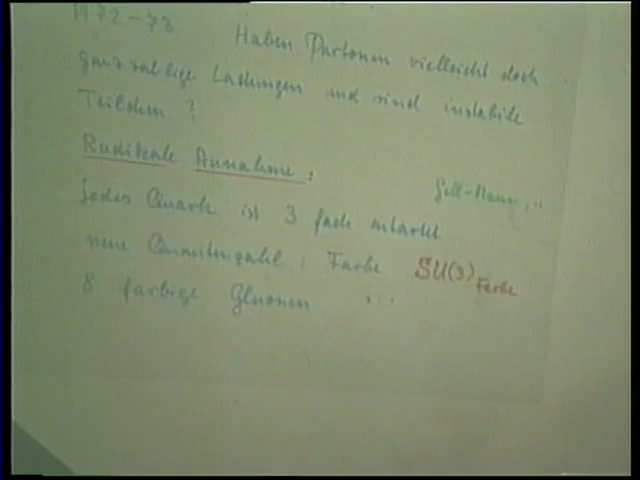 1972-73 Haben Partonen vielleicht doch
ganzzahlige Ladungen und sind instabile
Teilchen ?
Radikale Annahme :
Gell-Mann, ..
jedes Quark ist 3 fach entartet
neue Quantenzahl : Farbe SU(3) Farbe
8 farbige Gluonen ...